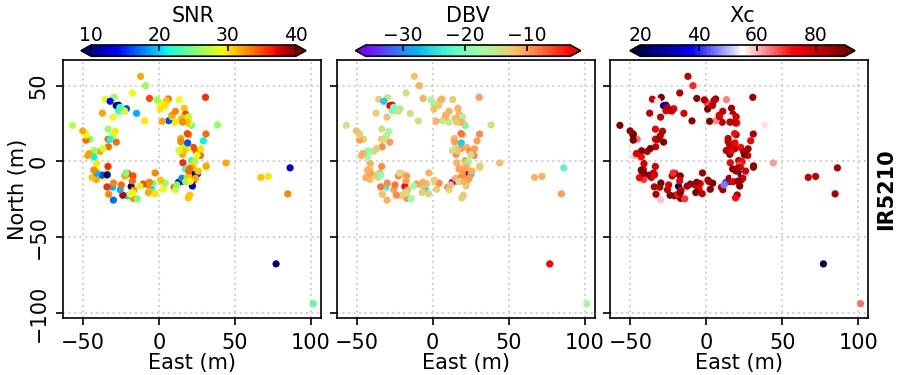 SNR DBV Xc
10 20 30 40 −30 −20 −10 20 40 60 80
50
0
−50
−100
North (m)
IR5210
−50 0 50 100 −50 0 50 100 −50 0 50 100
East (m) East (m) East (m)